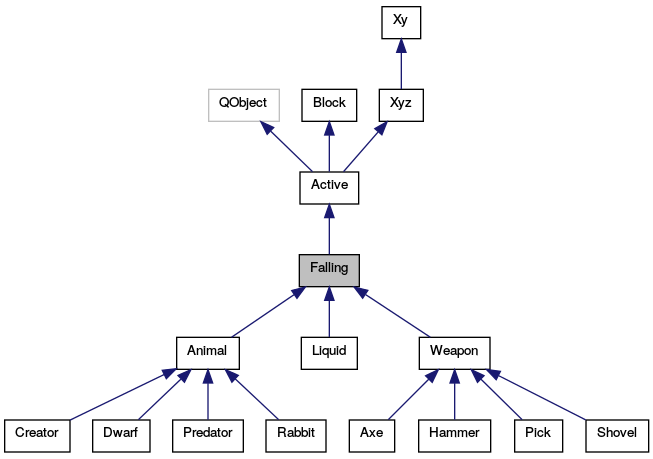 Xy
QObject
Block
Xyz
Active
Falling
Animal
Liquid
Weapon
Creator
Dwarf
Predator
Rabbit
Axe
Hammer
Pick
Shovel